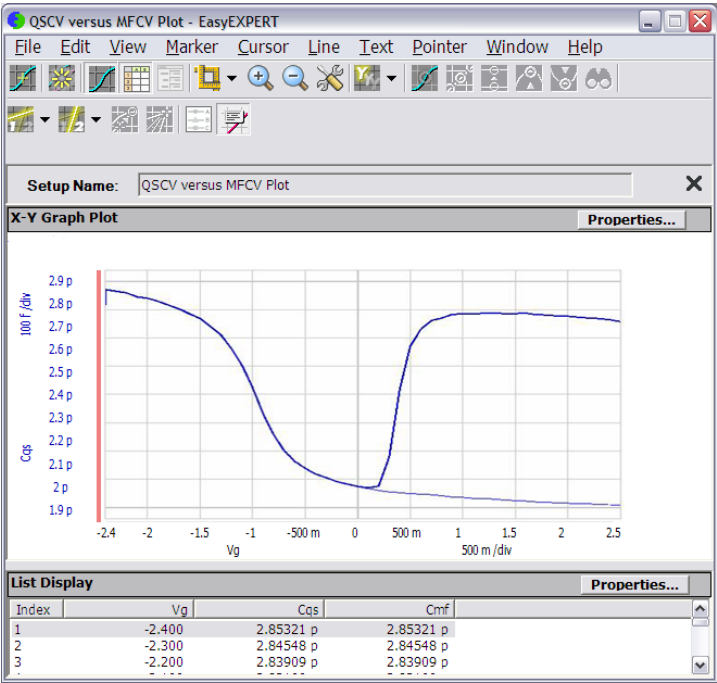 QSCV versus MFCV Plot - EasyEXPERT
File Edit View Marker Cursor Line Text Pointer Window Help
Setup Name: QSCV versus MFCV Plot
X-Y Graph Plot Properties...
2.9 p
2.8 p
2.7 p
2.6 p
2.5 p
2.4 p
2.3 p
2.2 p
2.1 p
2 p
1.9 p
100 f /div
Cqs
-2.4 -2 -1.5 -1 -500 m 0 500 m 1 1.5 2 2.5
Vg 500 m /div
List Display Properties...
Index Vg Cqs Cmf
1 -2.400 2.85321 p 2.85321 p
2 -2.300 2.84548 p 2.84548 p
3 -2.200 2.83909 p 2.83909 p